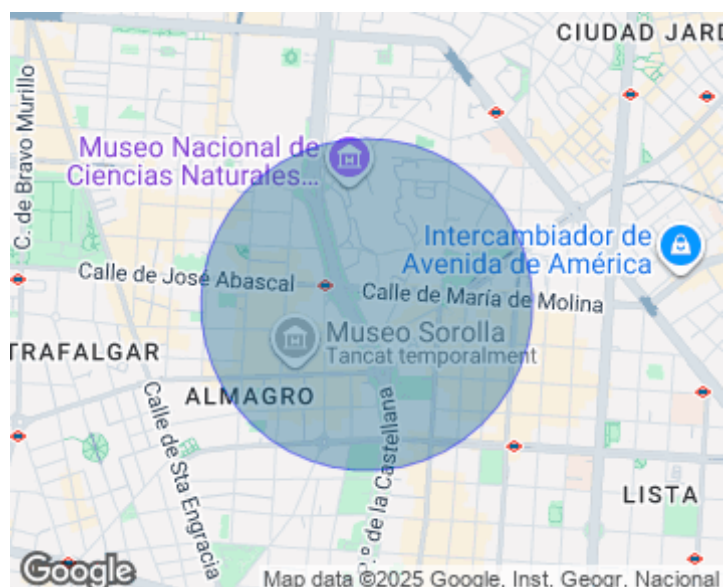 CIUDAD JARD
C. de Bravo Murillo
Museo Nacional de
Ciencias Naturales...
Intercambiador de
Avenida de América
Calle de José Abascal
Calle de María de Molina
Museo Sorolla
Tancat temporalment
TRAFALGAR
ALMAGRO
Calle de Sta Engracia
P.º de la Castellana
LISTA
Google
Map data ©2025 Google, Inst. Geogr. Nacional